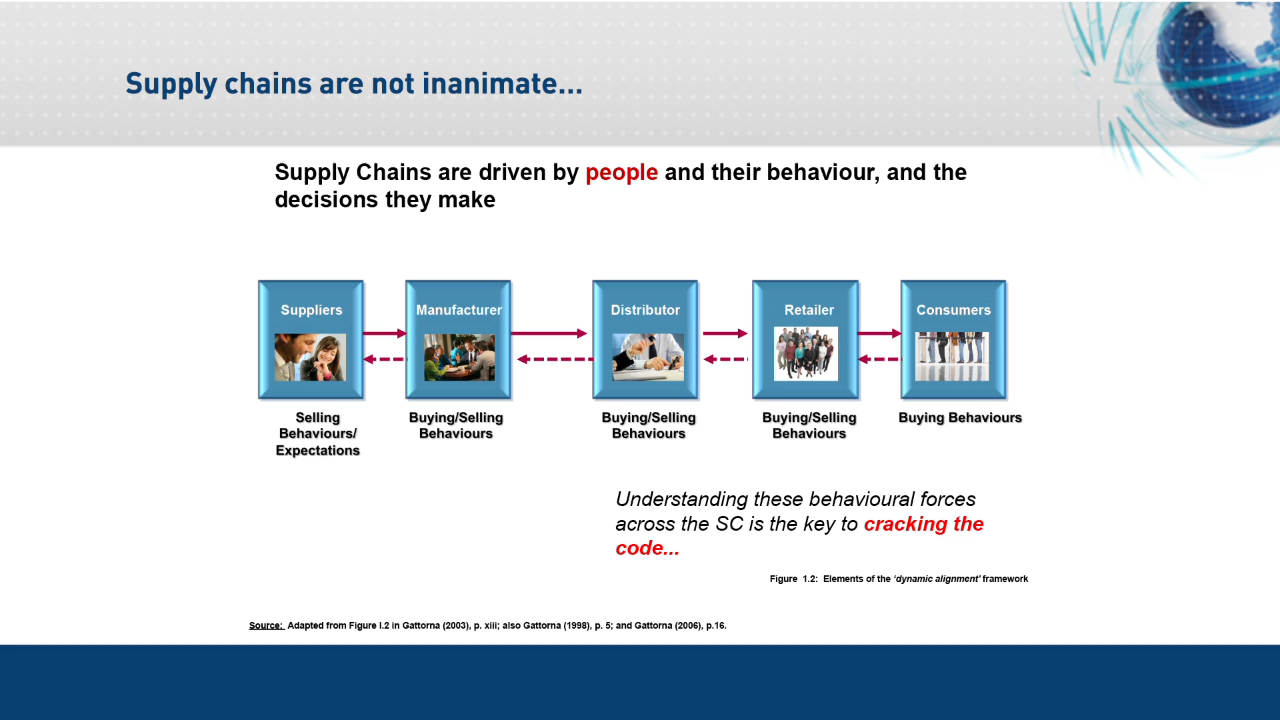 Supply chains are not inanimate...
Supply Chains are driven by people and their behaviour, and the
decisions they make
Suppliers
Manufacturer
Distributor
Retailer
Consumers
Selling
Behaviours/
Expectations
Buying/Selling
Behaviours
Buying/Selling
Behaviours
Buying/Selling
Behaviours
Buying Behaviours
Understanding these behavioural forces
across the SC is the key to cracking the
code...
Figure 1.2: Elements of the ‘dynamic alignment’ framework
Source: Adapted from Figure I.2 in Gattorna (2003), p. xiii; also Gattorna (1998), p. 5; and Gattorna (2006), p.16.